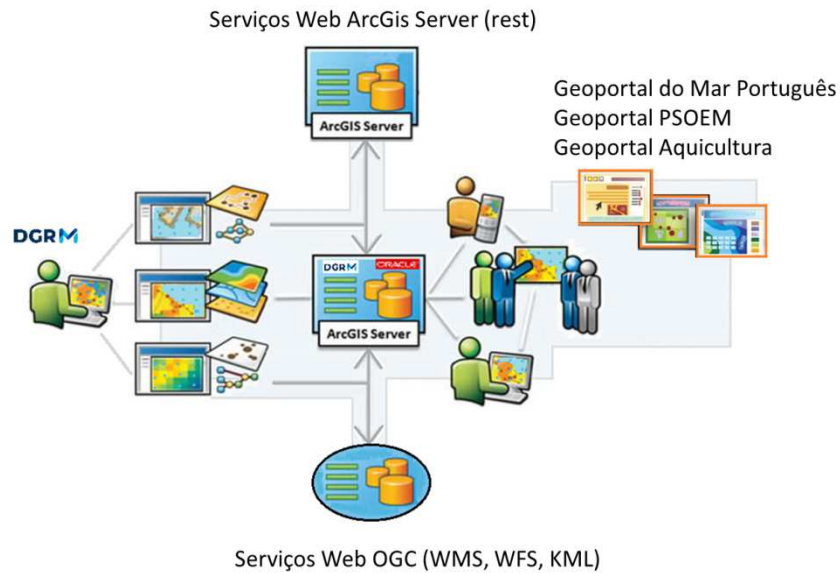 Serviços Web ArcGis Server (rest)
ArcGIS Server
Geoportal do Mar Português
Geoportal PSOEM
Geoportal Aquicultura
DGRM
DGRM ORACLE
ArcGIS Server
Serviços Web OGC (WMS, WFS, KML)